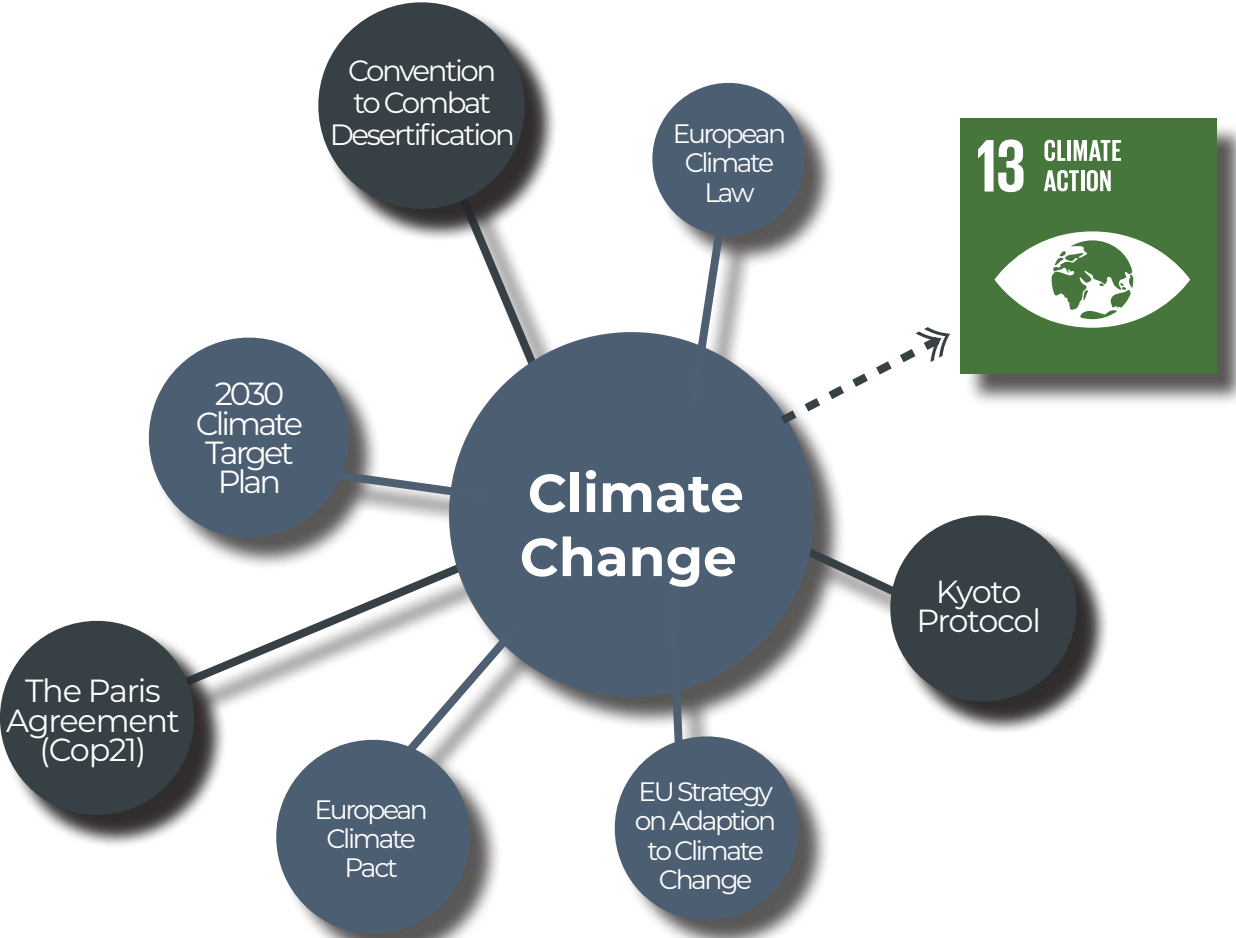 Convention
to Combat
Desertification
European
Climate
Law
13 CLIMATE
ACTION
2030
Climate
Target
Plan
Climate
Change
Kyoto
Protocol
The Paris
Agreement
(Cop21)
European
Climate
Pact
EU Strategy
on Adaption
to Climate
Change